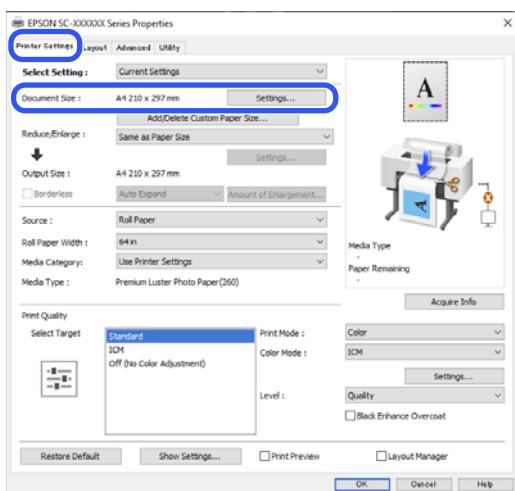 EPSON SC-XXXXXX Series Properties
Printer Settings Layout Advanced Utility
Select Setting : Current Settings
Document Size : A4 210 x 297 mm Settings...
Add/Delete Custom Paper Size...
Reduce/Enlarge : Same as Paper Size
Settings...
Output Size : A4 210 x 297 mm
Borderless Auto Expand Amount of Enlargement...
Source : Roll Paper
Roll Paper Width : 64 in
Media Category: Use Printer Settings
Media Type : Premium Luster Photo Paper(260)
A
A
Media Type
-
Paper Remaining
-
Acquire Info
Print Quality
Select Target
Standard
ICM
Off (No Color Adjustment)
Print Mode : Color
Color Mode : ICM
Settings...
Level : Quality
Black Enhance Overcoat
Restore Default Show Settings... Print Preview Layout Manager
OK Cancel Help